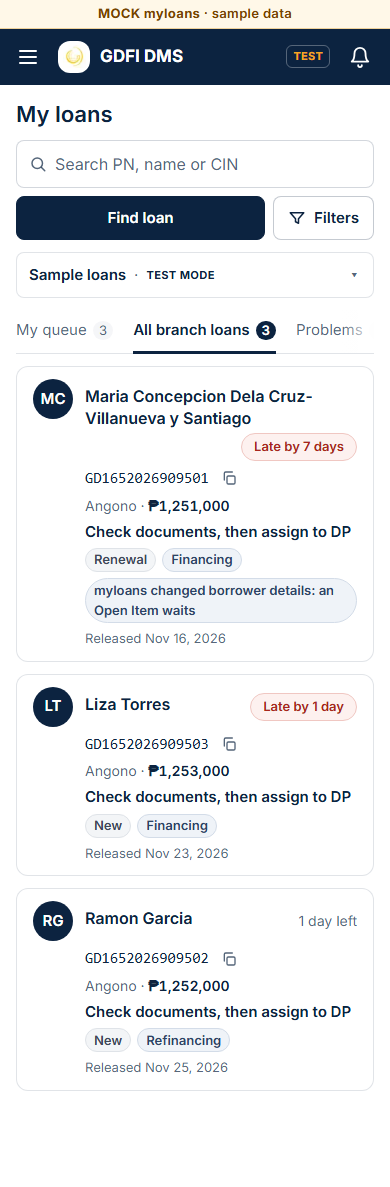 MOCK myloans · sample data
GDFI DMS
TEST
My loans
Search PN, name or CIN
Find loan
Filters
Sample loans · TEST MODE
My queue 3
All branch loans 3
Problems
MC
Maria Concepcion Dela Cruz-
Villanueva y Santiago
Late by 7 days
GD1652026909501
Angono · ₱1,251,000
Check documents, then assign to DP
Renewal
Financing
myloans changed borrower details: an
Open Item waits
Released Nov 16, 2026
LT
Liza Torres
Late by 1 day
GD1652026909503
Angono · ₱1,253,000
Check documents, then assign to DP
New
Financing
Released Nov 23, 2026
RG
Ramon Garcia
1 day left
GD1652026909502
Angono · ₱1,252,000
Check documents, then assign to DP
New
Refinancing
Released Nov 25, 2026